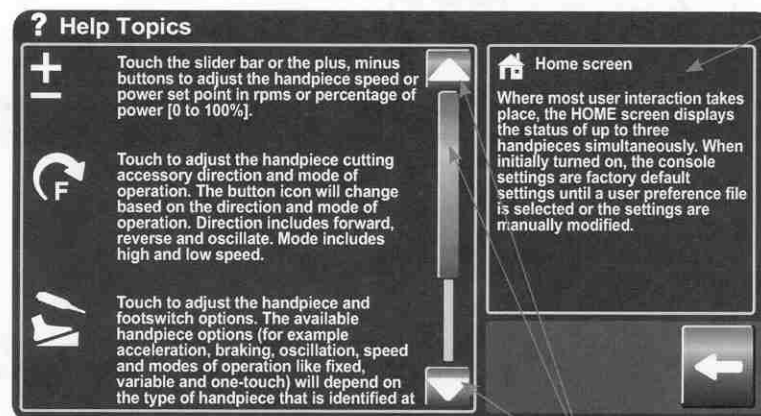 ? Help Topics
+
−
Touch the slider bar or the plus, minus
buttons to adjust the handpiece speed or
power set point in rpms or percentage of
power [0 to 100%].
F
Touch to adjust the handpiece cutting
accessory direction and mode of
operation. The button icon will change
based on the direction and mode of
operation. Direction includes forward,
reverse and oscillate. Mode includes
high and low speed.
Touch to adjust the handpiece and
footswitch options. The available
handpiece options (for example
acceleration, braking, oscillation, speed
and modes of operation like fixed,
variable and one-touch) will depend on
the type of handpiece that is identified at
Home screen
Where most user interaction takes
place, the HOME screen displays
the status of up to three
handpieces simultaneously. When
initially turned on, the console
settings are factory default
settings until a user preference file
is selected or the settings are
manually modified.